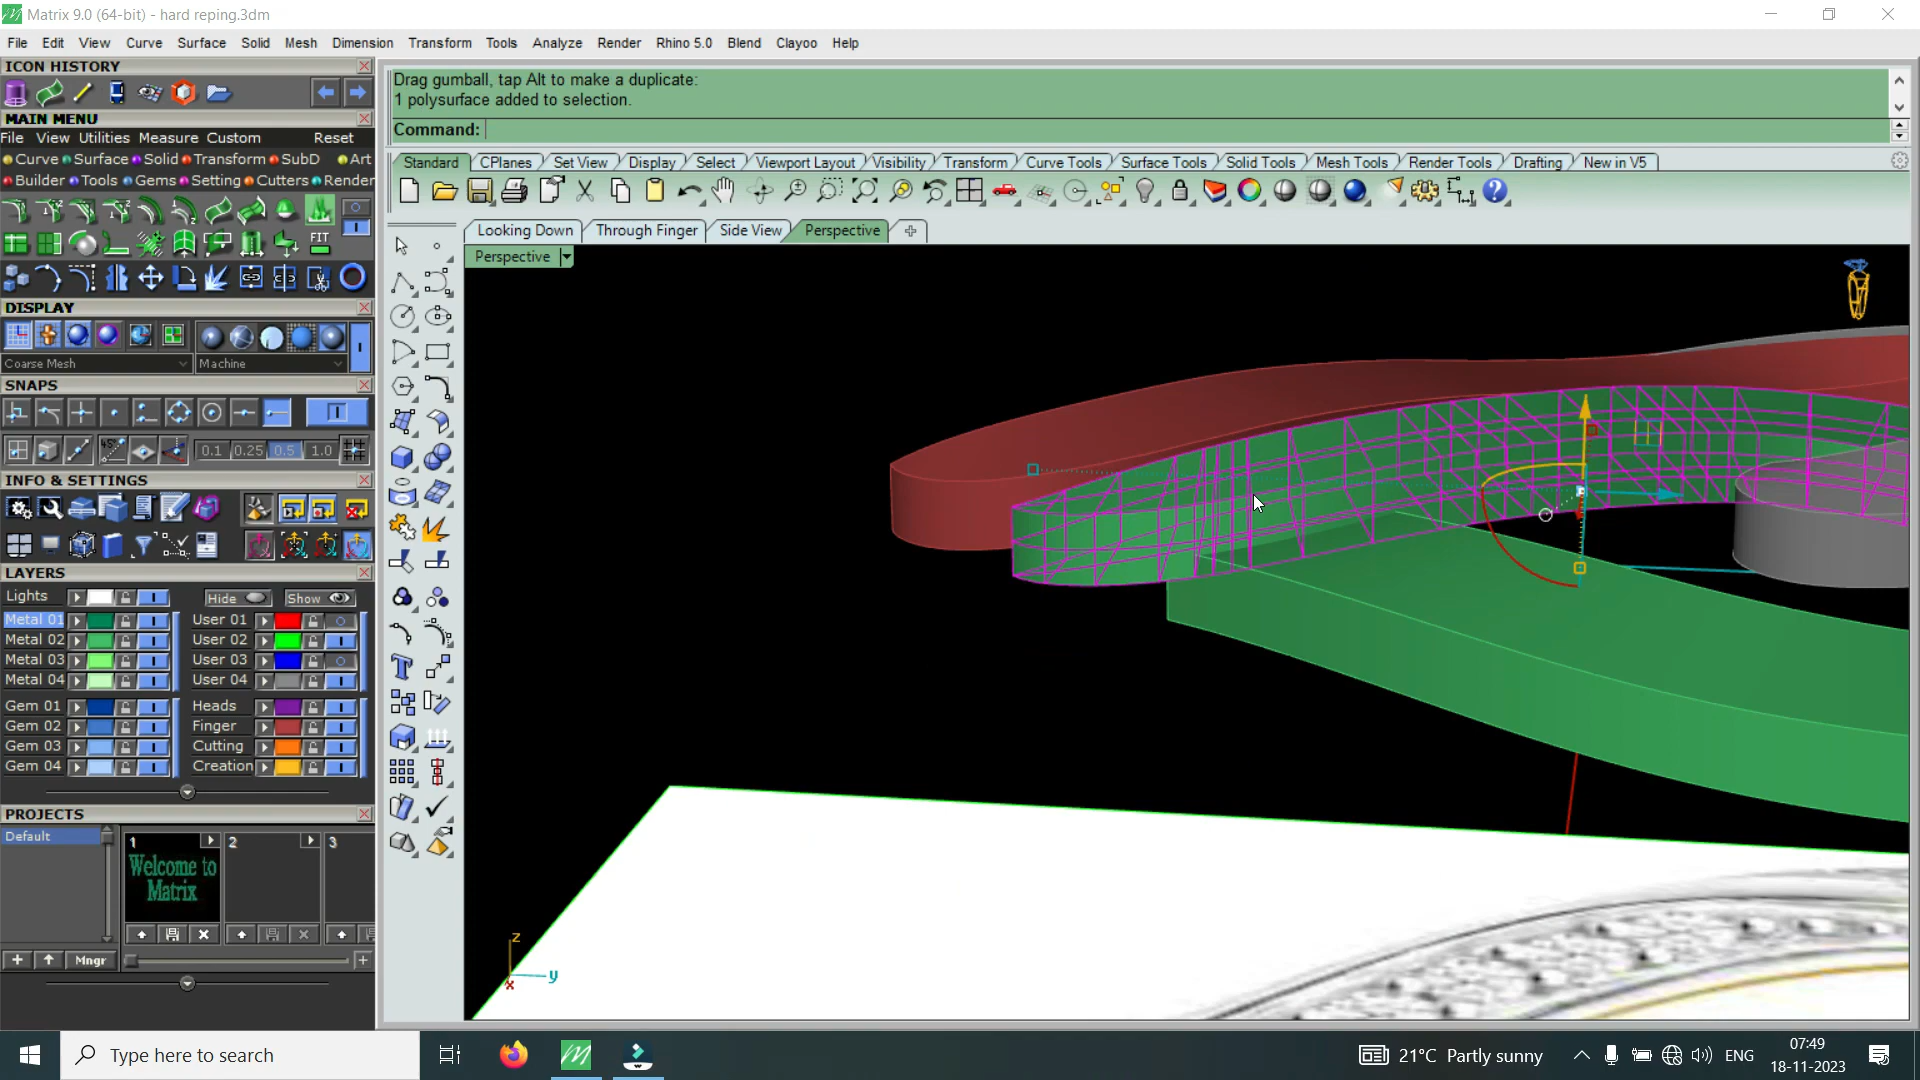 Matrix 9.0 (64-bit) - hard reping.3dm
File Edit View Curve Surface Solid Mesh Dimension Transform Tools Analyze Render Rhino 5.0 Blend Clayoo Help
ICON HISTORY
MAIN MENU
File View Utilities Measure Custom Reset
Curve Surface Solid Transform SubD Art
Builder Tools Gems Setting Cutters Render
FIT
DISPLAY
Coarse Mesh Machine
SNAPS
45°
0.1 0.25 0.5 1.0
INFO & SETTINGS
LAYERS
Lights Hide Show
Metal 01 User 01
Metal 02 User 02
Metal 03 User 03
Metal 04 User 04
Gem 01 Heads
Gem 02 Finger
Gem 03 Cutting
Gem 04 Creation
PROJECTS
Default
1 2 3
Welcome to
Matrix
Mngr
Drag gumball, tap Alt to make a duplicate:
1 polysurface added to selection.
Command:
Standard CPlanes Set View Display Select Viewport Layout Visibility Transform Curve Tools Surface Tools Solid Tools Mesh Tools Render Tools Drafting New in V5
Looking Down Through Finger Side View Perspective
Perspective
z
y
x
Type here to search
21°C Partly sunny
ENG
07:49
18-11-2023